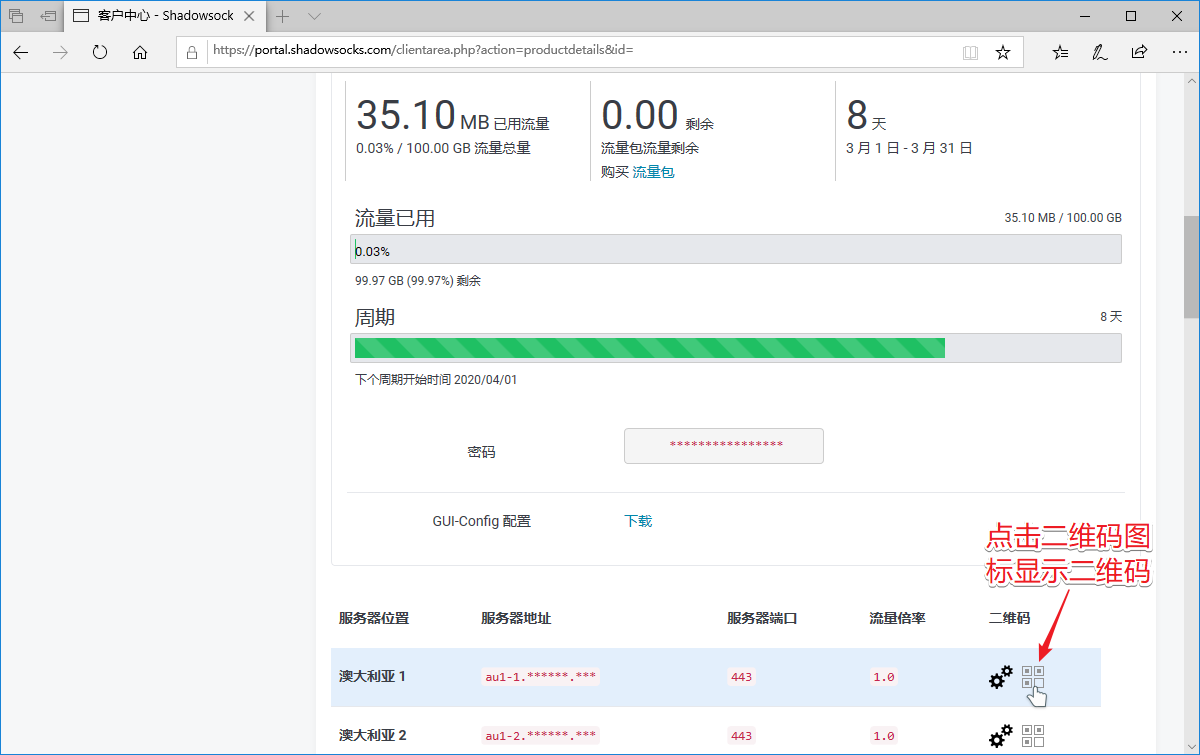 客户中心 - Shadowsock
https://portal.shadowsocks.com/clientarea.php?action=productdetails&id=
35.10 MB 已用流量
0.03% / 100.00 GB 流量总量
0.00 剩余
流量包流量剩余
购买 流量包
8 天
3 月 1 日 - 3 月 31 日
流量已用
35.10 MB / 100.00 GB
0.03%
99.97 GB (99.97%) 剩余
周期
8 天
下个周期开始时间 2020/04/01
密码
****************
GUI-Config 配置
下载
点击二维码图
标显示二维码
服务器位置 服务器地址 服务器端口 流量倍率 二维码
澳大利亚 1 au1-1.******.*** 443 1.0
澳大利亚 2 au1-2.******.*** 443 1.0